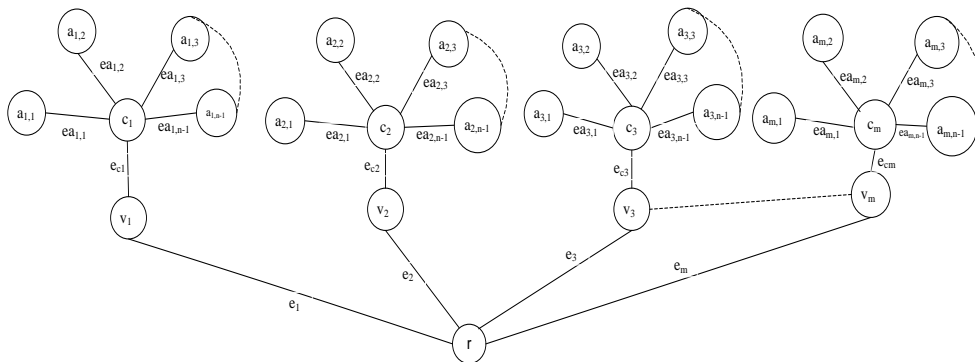 a1,2
a1,3
a2,2
a2,3
a3,2
a3,3
am,2
am,3
ea1,2
ea1,3
ea2,2
ea2,3
ea3,2
ea3,3
eam,2
eam,3
a1,1
c1
a1,n-1
a2,1
c2
a2,n-1
a3,1
c3
a3,n-1
am,1
cm
am,n-1
ea1,1
ea1,n-1
ea2,1
ea2,n-1
ea3,1
ea3,n-1
eam,1
eam,n-1
ec1
ec2
ec3
ecm
v1
v2
v3
vm
e1
e2
e3
em
r